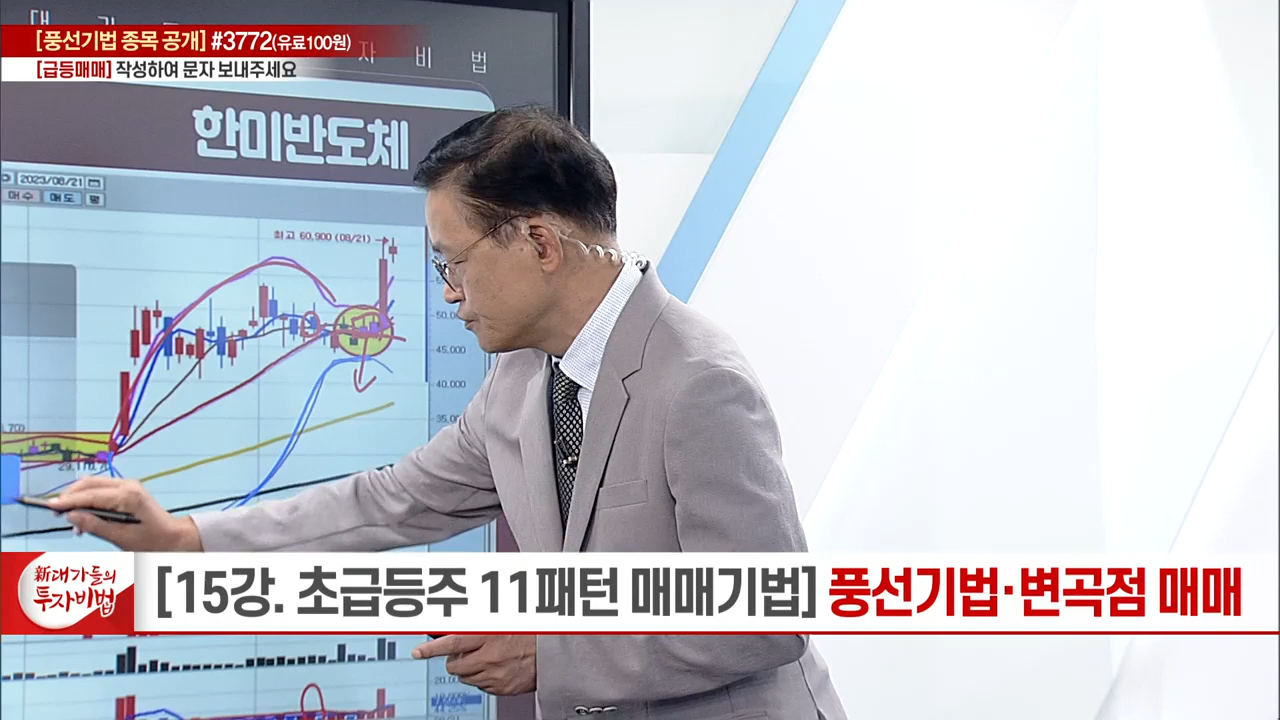 [풍선기법 종목 공개] #3772(유료100원)
[급등매매] 작성하여 문자 보내주세요
자 비 법
한미반도체
2023/08/21
매수 매도
최고 60,900 (08/21)
50,000
45,000
40,000
35,000
新대가들의
투자비법
[15강. 초급등주 11패턴 매매기법] 풍선기법·변곡점 매매